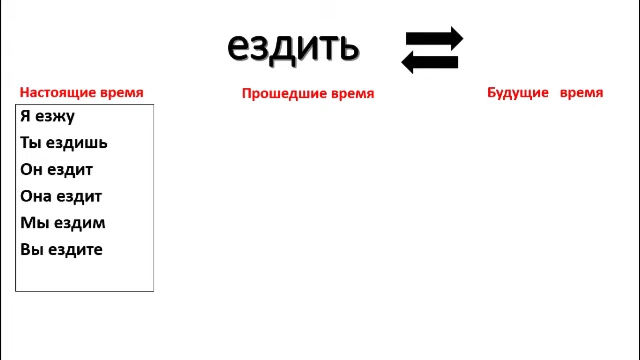 ездить
Настоящие время
Прошедшие время
Будущие время
Я езжу
Ты ездишь
Он ездит
Она ездит
Мы ездим
Вы ездите